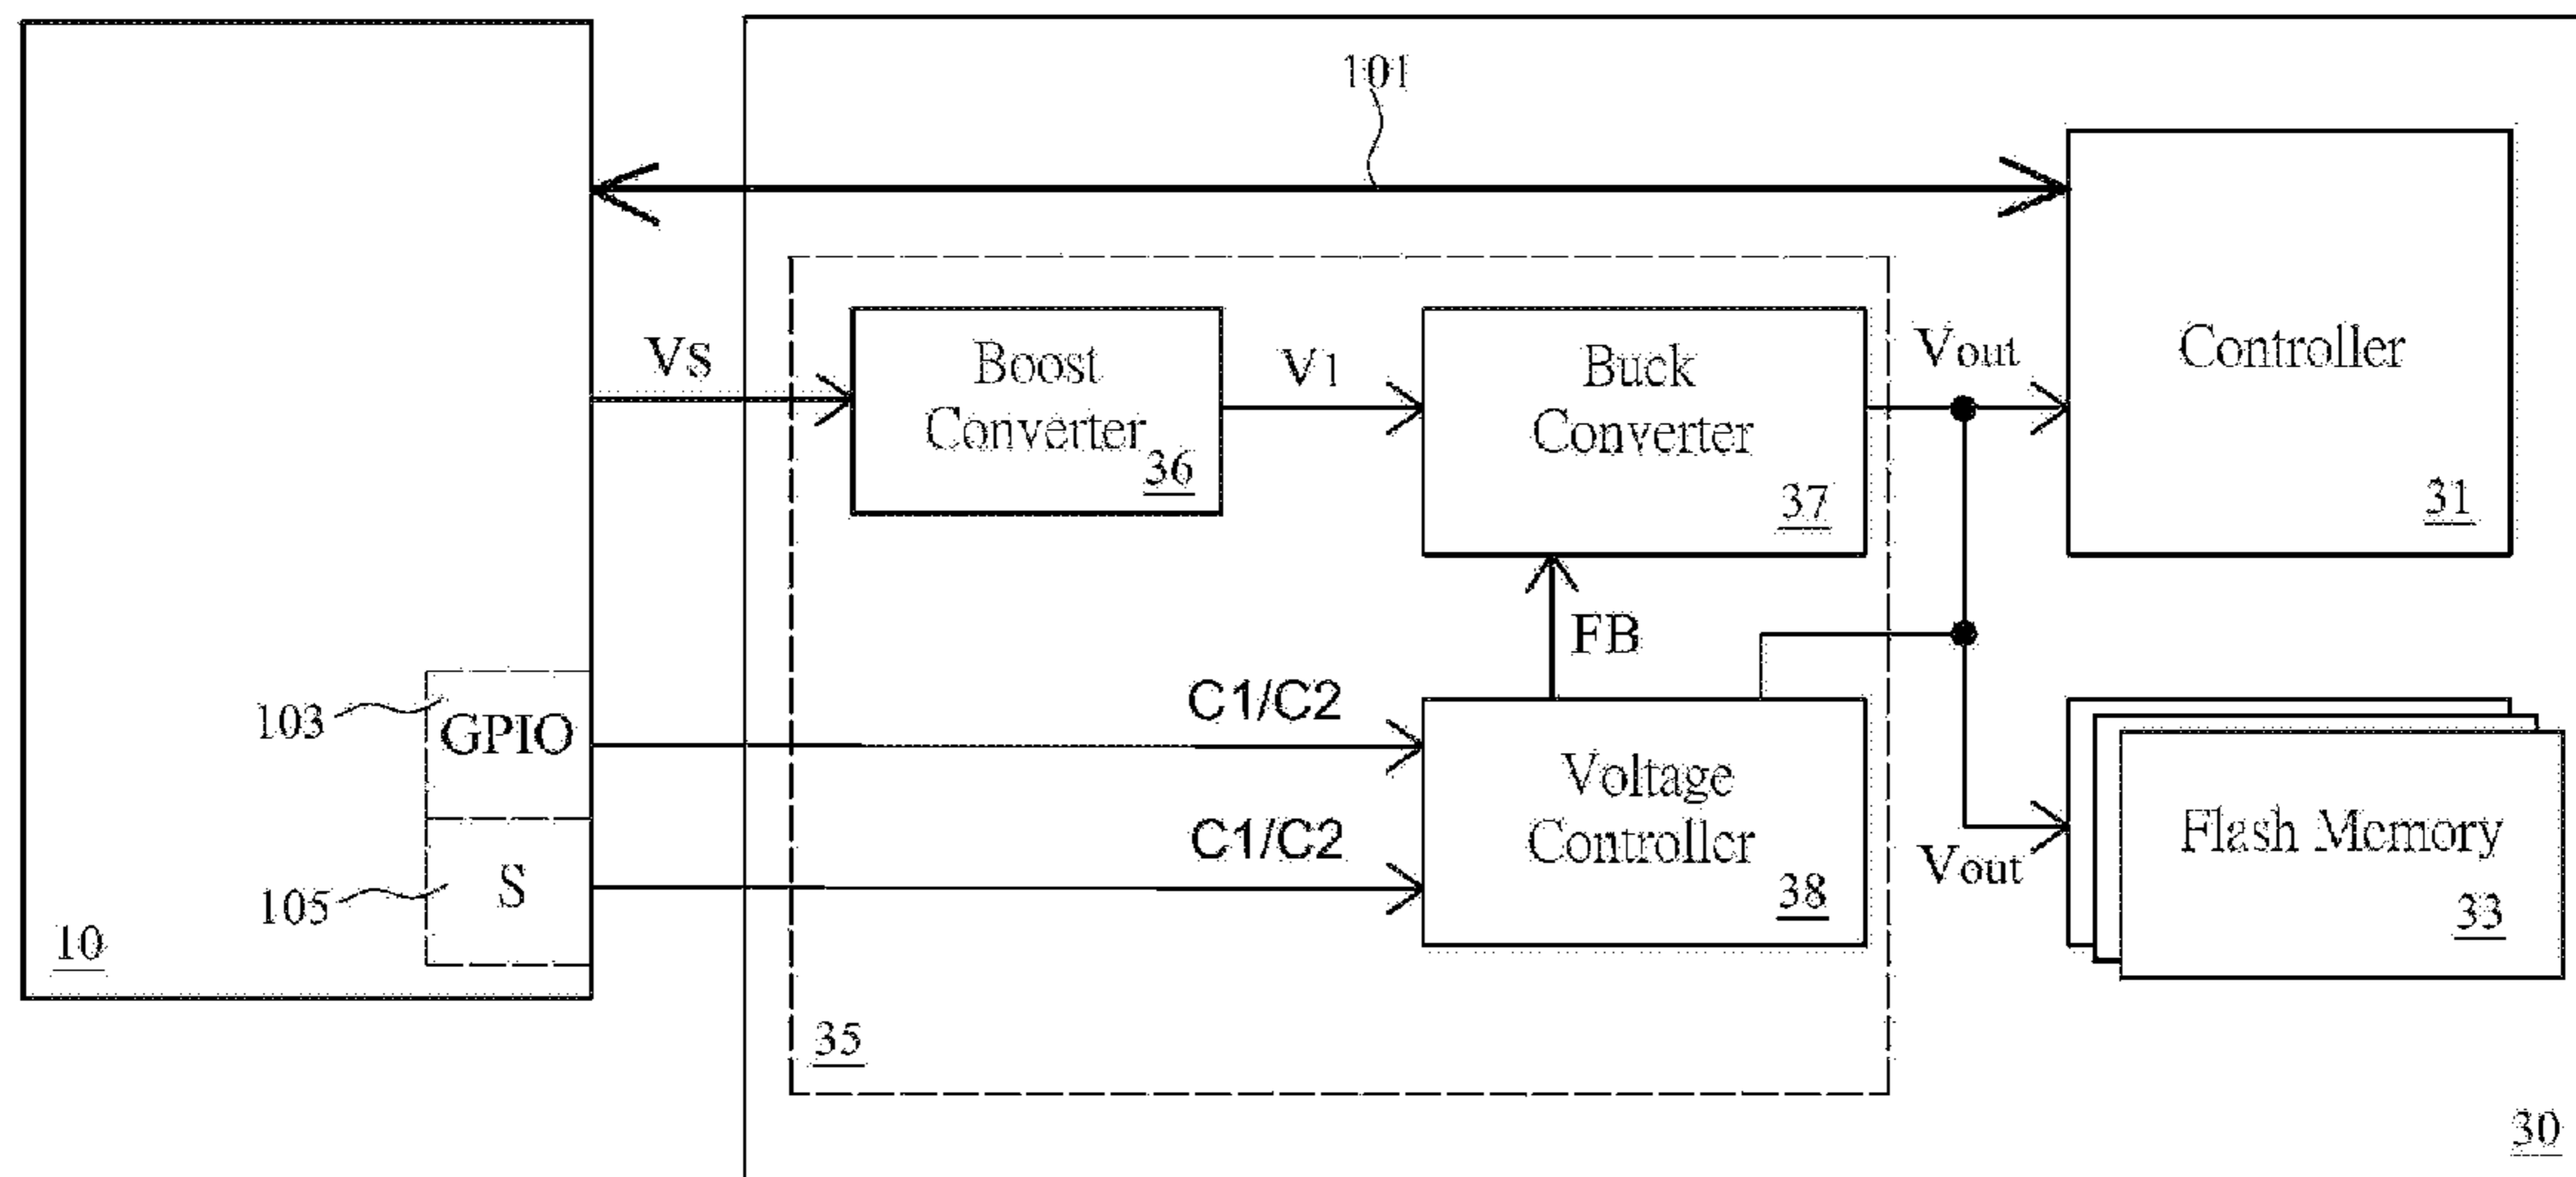 101
Vs
Boost
Converter
36
V1
Buck
Converter
37
Vout
Controller
31
FB
103
GPIO
C1/C2
105
S
C1/C2
Voltage
Controller
38
Vout
Flash Memory
33
10
35
30